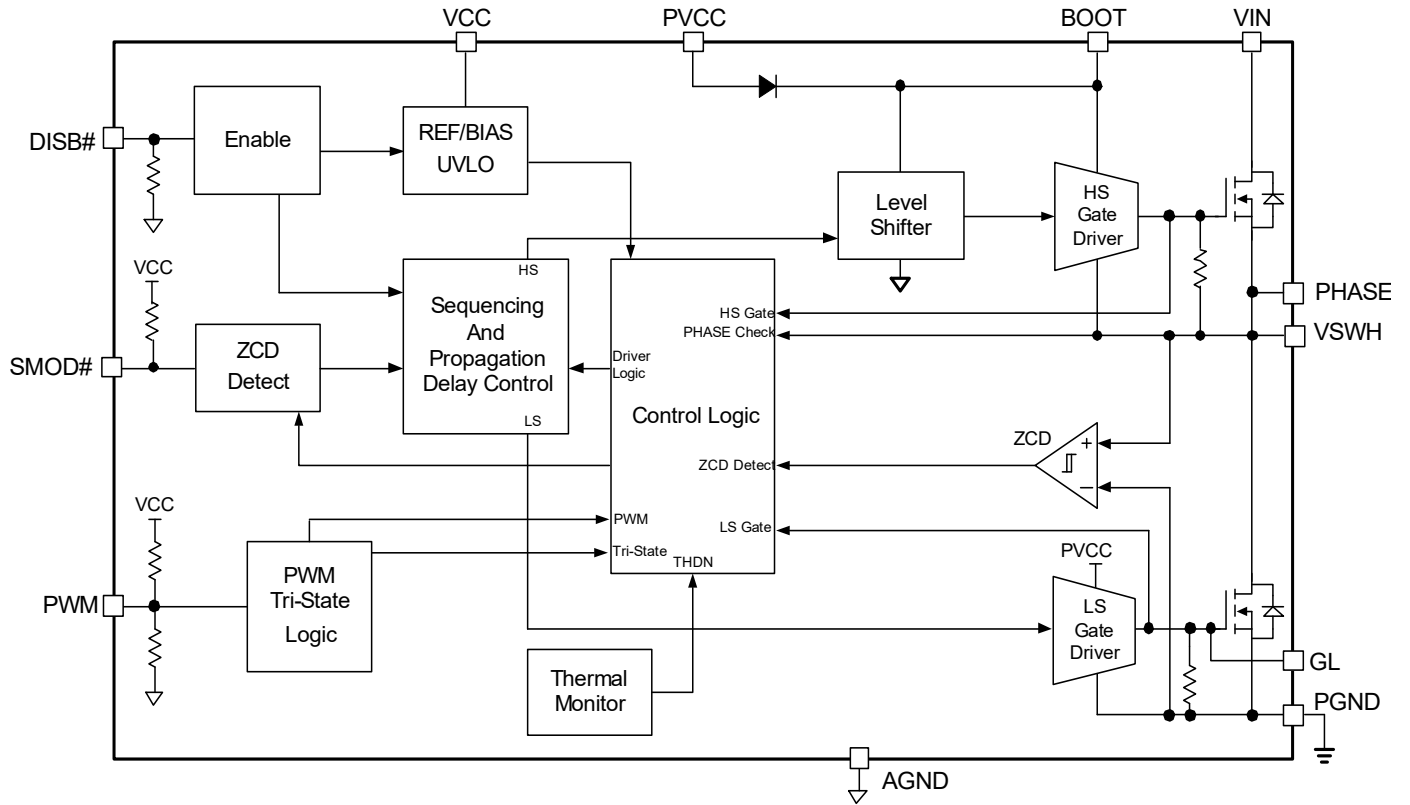 VCC
PVCC
BOOT
VIN
DISB#
Enable
REF/BIAS
UVLO
HS
Gate
Driver
Level
Shifter
VCC
HS
Sequencing
And
Propagation
Delay Control
LS
HS Gate
PHASE Check
PHASE
VSWH
SMOD#
ZCD
Detect
Driver
Logic
Control Logic
ZCD
+
−
ZCD Detect
VCC
PWM
Tri-State
LS Gate
THDN
PVCC
PWM
PWM
Tri-State
Logic
LS
Gate
Driver
GL
Thermal
Monitor
PGND
AGND